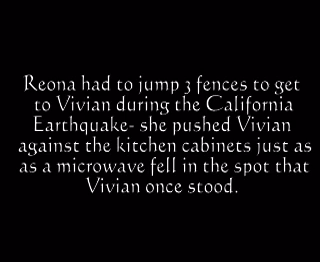 Reona had to jump 3 fences to get
to Vivian during the California
Earthquake- she pushed Vivian
against the kitchen cabinets just as
as a microwave fell in the spot that
Vivian once stood.